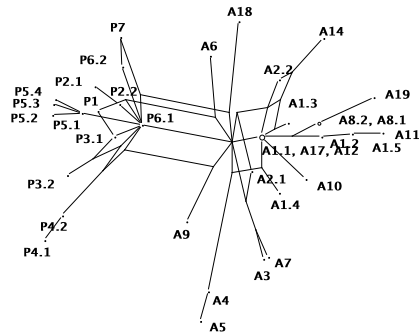 A18
P7
A14
A6
P6.2
A2.2
P5.4
P2.1
A19
P5.3
P1
P2.2
A1.3
P5.2
P5.1
P6.1
A8.2, A8.1
P3.1
A1.2
A11
A1.1, A17, A12
A1.5
P3.2
A2.1
A10
A1.4
P4.2
A9
P4.1
A7
A3
A4
A5